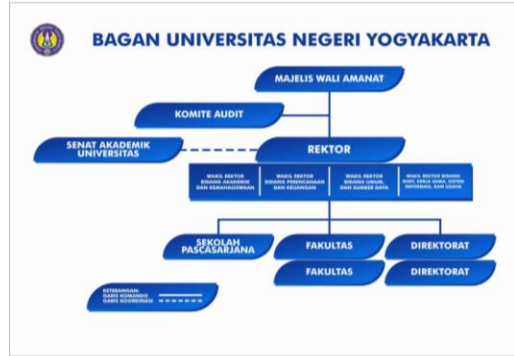 BAGAN UNIVERSITAS NEGERI YOGYAKARTA
MAJELIS WALI AMANAT
KOMITE AUDIT
SENAT AKADEMIK
UNIVERSITAS
REKTOR
WAKIL REKTOR
BIDANG AKADEMIK
DAN KEMAHASISWAAN
WAKIL REKTOR
BIDANG PERENCANAAN
DAN KEUANGAN
WAKIL REKTOR
BIDANG UMUM,
DAN SUMBER DAYA
WAKIL REKTOR BIDANG
RISET, KERJA SAMA, SISTEM
INFORMASI, DAN USAHA
SEKOLAH
PASCASARJANA
FAKULTAS
DIREKTORAT
FAKULTAS
DIREKTORAT
KETERANGAN:
GARIS KOMANDO
GARIS KOORDINASI